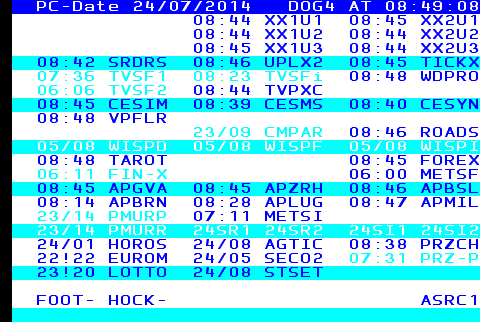 PC-Date 24/07/2014 DOG4 AT 08:49:08
08:44 XX1U1 08:45 XX2U1
08:44 XX1U2 08:44 XX2U2
08:45 XX1U3 08:44 XX2U3
08:42 SRDRS 08:46 UPLX2 08:45 TICKX
07:36 TVSF1 08:23 TVSFi 08:48 WDPRO
06:06 TVSF2 08:44 TVPXC
08:45 CESIM 08:39 CESMS 08:40 CESYN
08:48 VPFLR
23/09 CMPAR 08:46 ROADS
05/08 WISPD 05/08 WISPF 05/08 WISPI
08:48 TAROT 08:45 FOREX
06:11 FIN-X 06:00 METSF
08:45 APGVA 08:45 APZRH 08:46 APBSL
08:14 APBRN 08:28 APLUG 08:47 APMIL
23/14 PMURP 07:11 METSI
23/14 PMURR 24SR1 24SR2 24SI1 24SI2
24/01 HOROS 24/08 AGTIC 08:38 PRZCH
22!22 EUROM 24/05 SECO2 07:31 PRZ-P
23!20 LOTTO 24/08 STSET
FOOT- HOCK- ASRC1